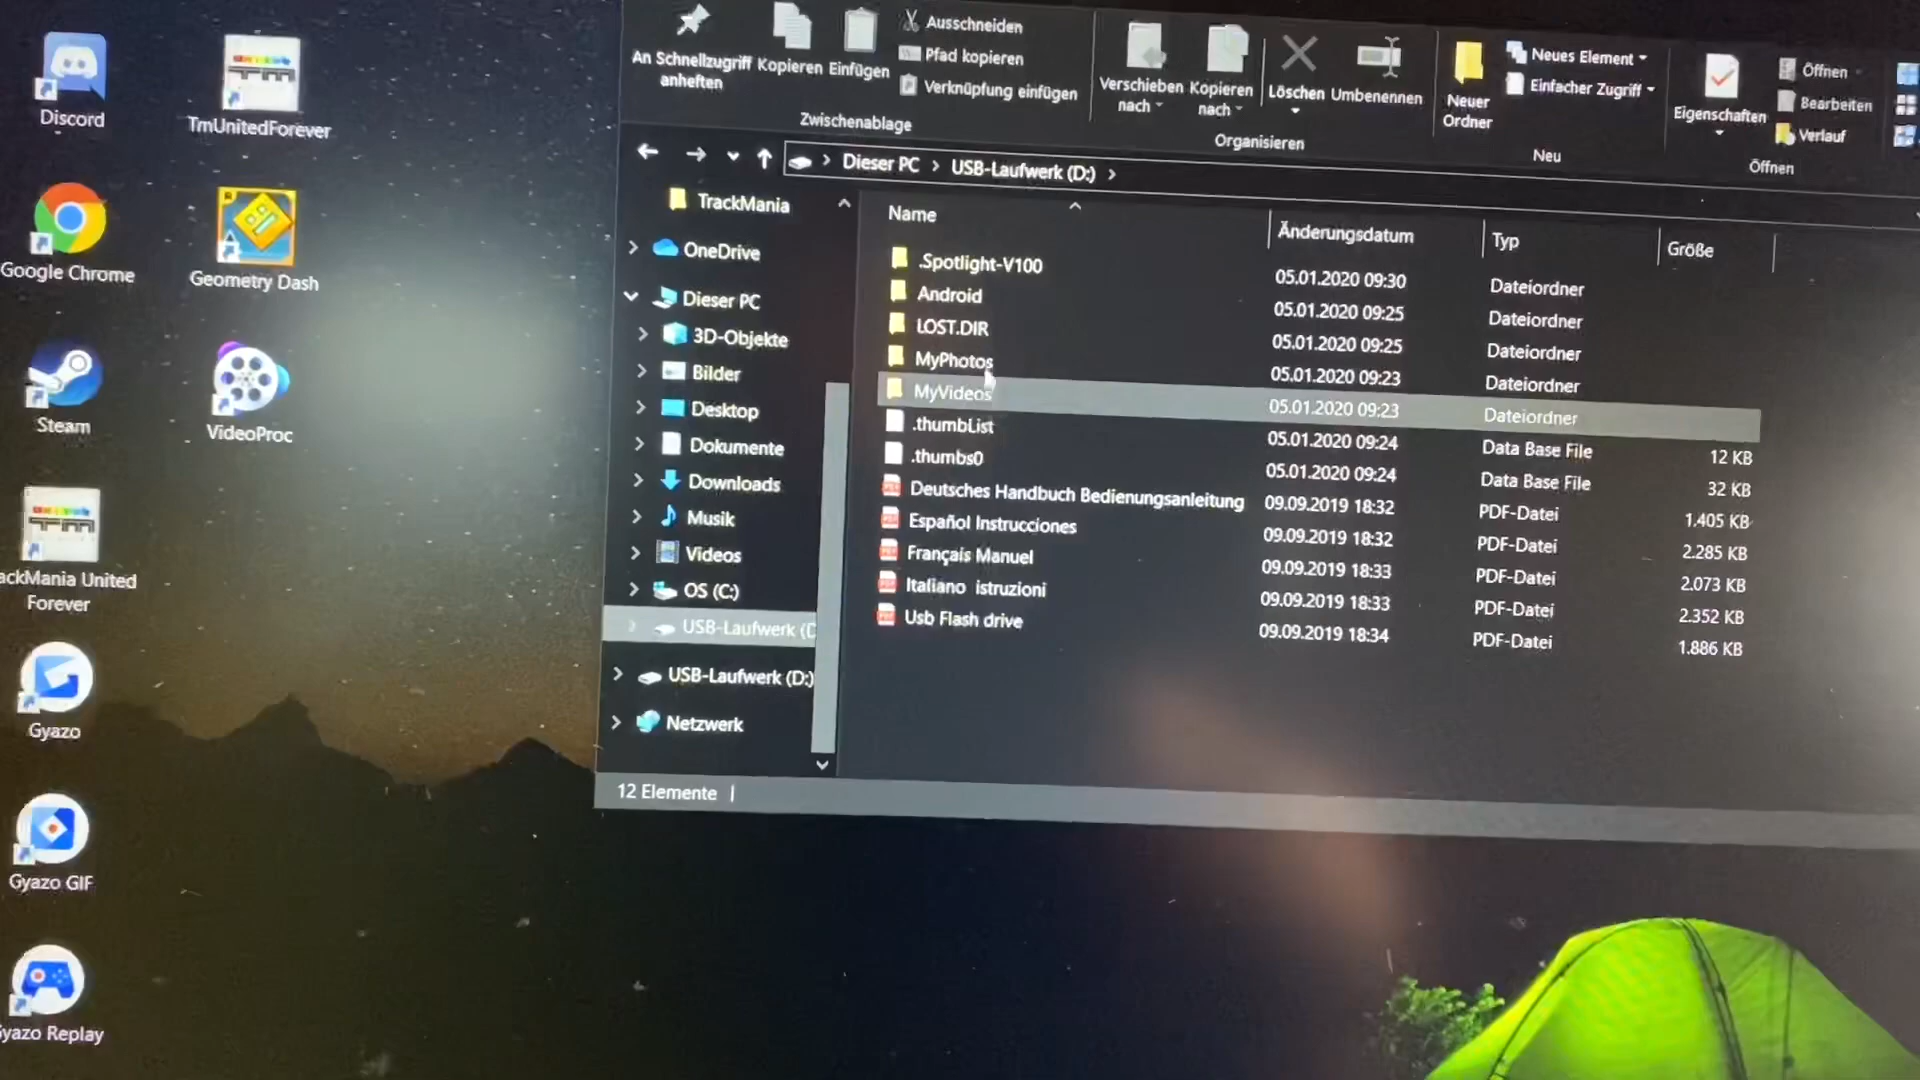 Discord
TmUnitedForever
Google Chrome
Geometry Dash
Steam
VideoProc
ackMania United
Forever
Gyazo
Gyazo GIF
yazo Replay
An Schnellzugriff
anheften
Kopieren
Einfügen
Ausschneiden
Pfad kopieren
Verknüpfung einfügen
Zwischenablage
Verschieben
nach
Kopieren
nach
Löschen
Umbenennen
Organisieren
Neuer
Ordner
Neues Element
Einfacher Zugriff
Neu
Eigenschaften
Öffnen
Bearbeiten
Verlauf
Öffnen
Dieser PC > USB-Laufwerk (D:) >
TrackMania
OneDrive
Dieser PC
3D-Objekte
Bilder
Desktop
Dokumente
Downloads
Musik
Videos
OS (C:)
USB-Laufwerk (D
USB-Laufwerk (D:)
Netzwerk
Name Änderungsdatum Typ Größe
.Spotlight-V100 05.01.2020 09:30 Dateiordner
Android 05.01.2020 09:25 Dateiordner
LOST.DIR 05.01.2020 09:25 Dateiordner
MyPhotos 05.01.2020 09:23 Dateiordner
MyVideos 05.01.2020 09:23 Dateiordner
.thumbList 05.01.2020 09:24 Data Base File 12 KB
.thumbs0 05.01.2020 09:24 Data Base File 32 KB
Deutsches Handbuch Bedienungsanleitung 09.09.2019 18:32 PDF-Datei 1.405 KB
Español Instrucciones 09.09.2019 18:32 PDF-Datei 2.285 KB
Français Manuel 09.09.2019 18:33 PDF-Datei 2.073 KB
Italiano istruzioni 09.09.2019 18:33 PDF-Datei 2.352 KB
Usb Flash drive 09.09.2019 18:34 PDF-Datei 1.886 KB
12 Elemente